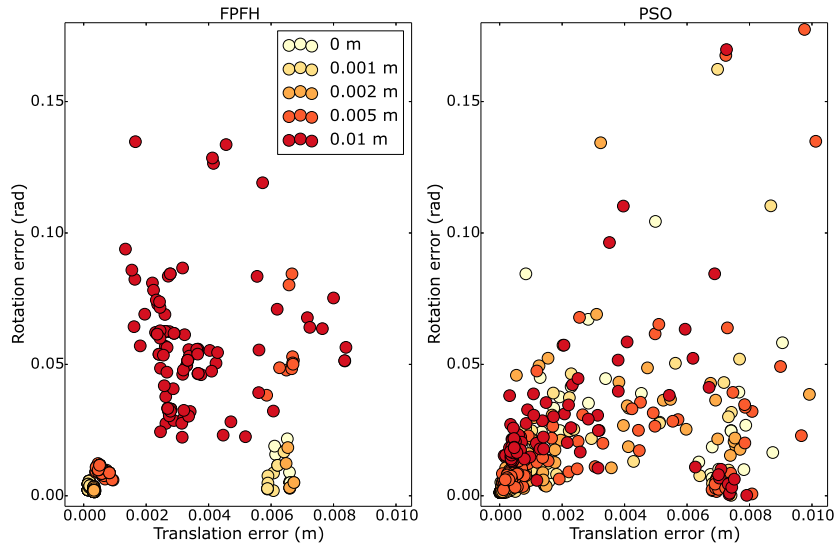 FPFH
PSO
0 m
0.001 m
0.002 m
0.005 m
0.01 m
0.15
0.10
0.05
0.00
Rotation error (rad)
0.000
0.002
0.004
0.006
0.008
0.010
Translation error (m)
0.15
0.10
0.05
0.00
Rotation error (rad)
0.000
0.002
0.004
0.006
0.008
0.010
Translation error (m)